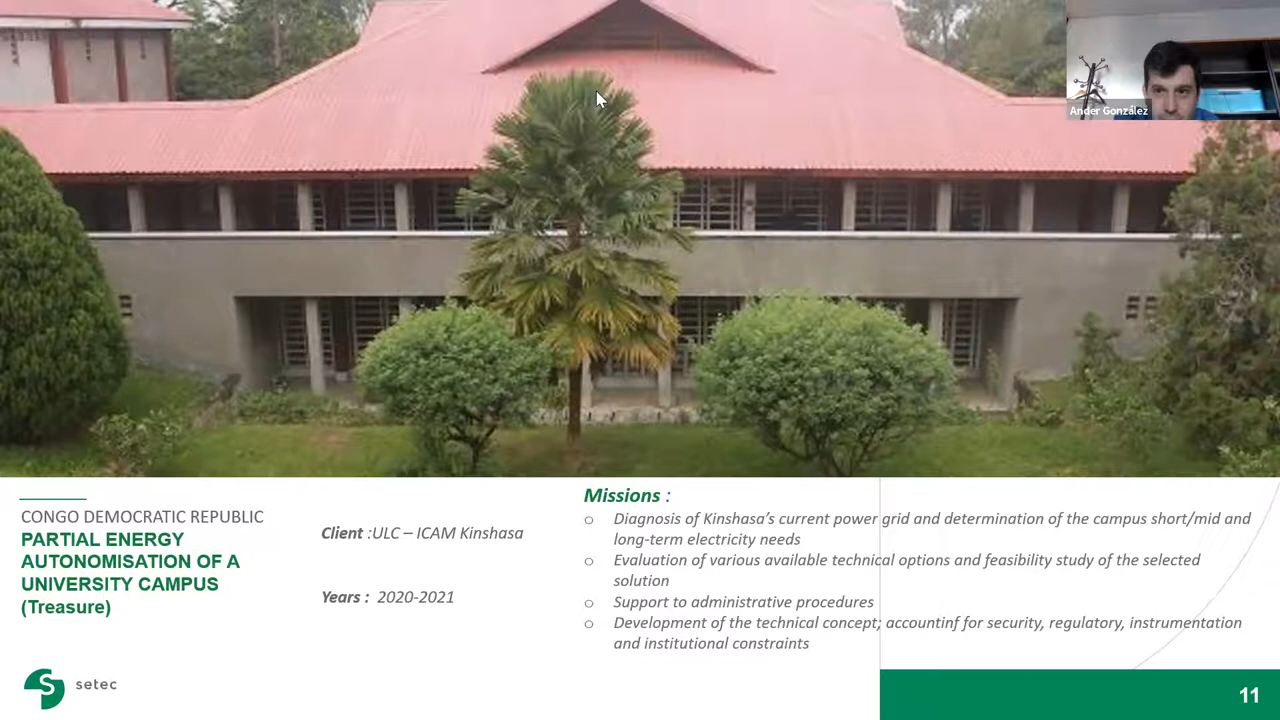 Ander González
CONGO DEMOCRATIC REPUBLIC
PARTIAL ENERGY
AUTONOMISATION OF A
UNIVERSITY CAMPUS
(Treasure)
Client :ULC – ICAM Kinshasa
Years : 2020-2021
Missions :
o Diagnosis of Kinshasa's current power grid and determination of the campus short/mid and
long-term electricity needs
o Evaluation of various available technical options and feasibility study of the selected
solution
o Support to administrative procedures
o Development of the technical concept; accountinf for security, regulatory, instrumentation
and institutional constraints
S setec
11